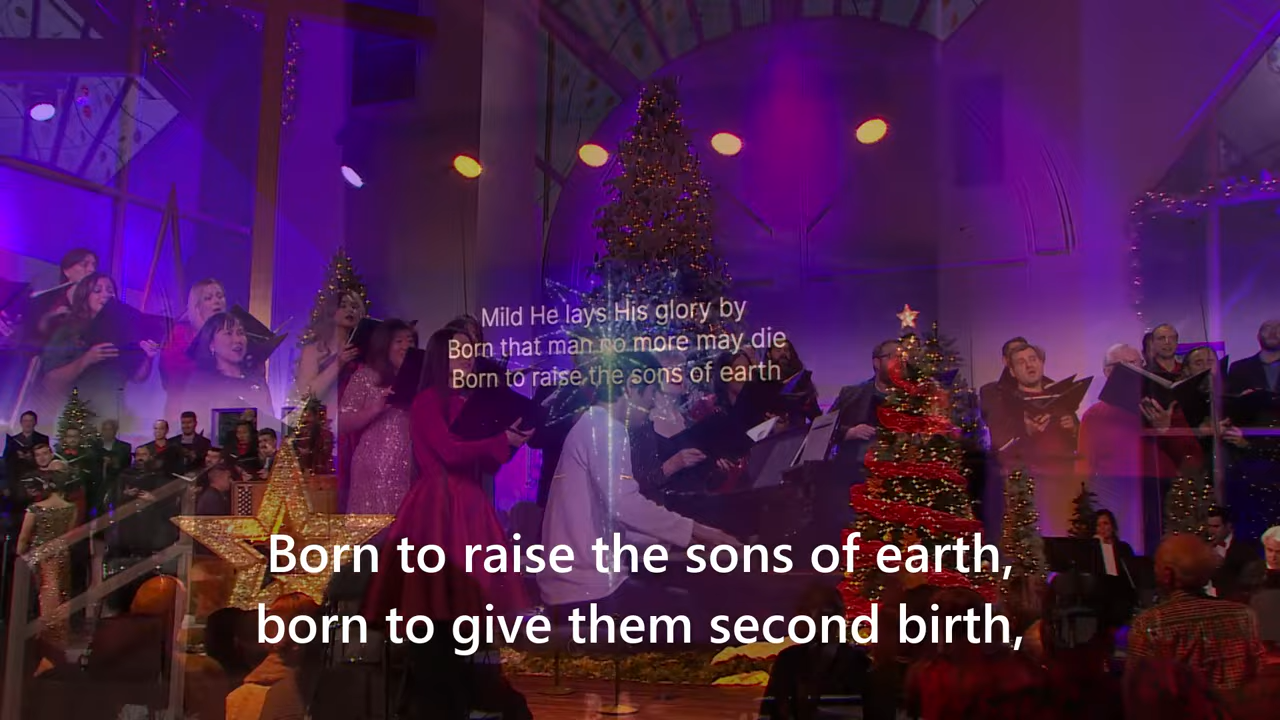 Mild He lays His glory by
Born that man no more may die
Born to raise the sons of earth
Born to raise the sons of earth,
born to give them second birth,